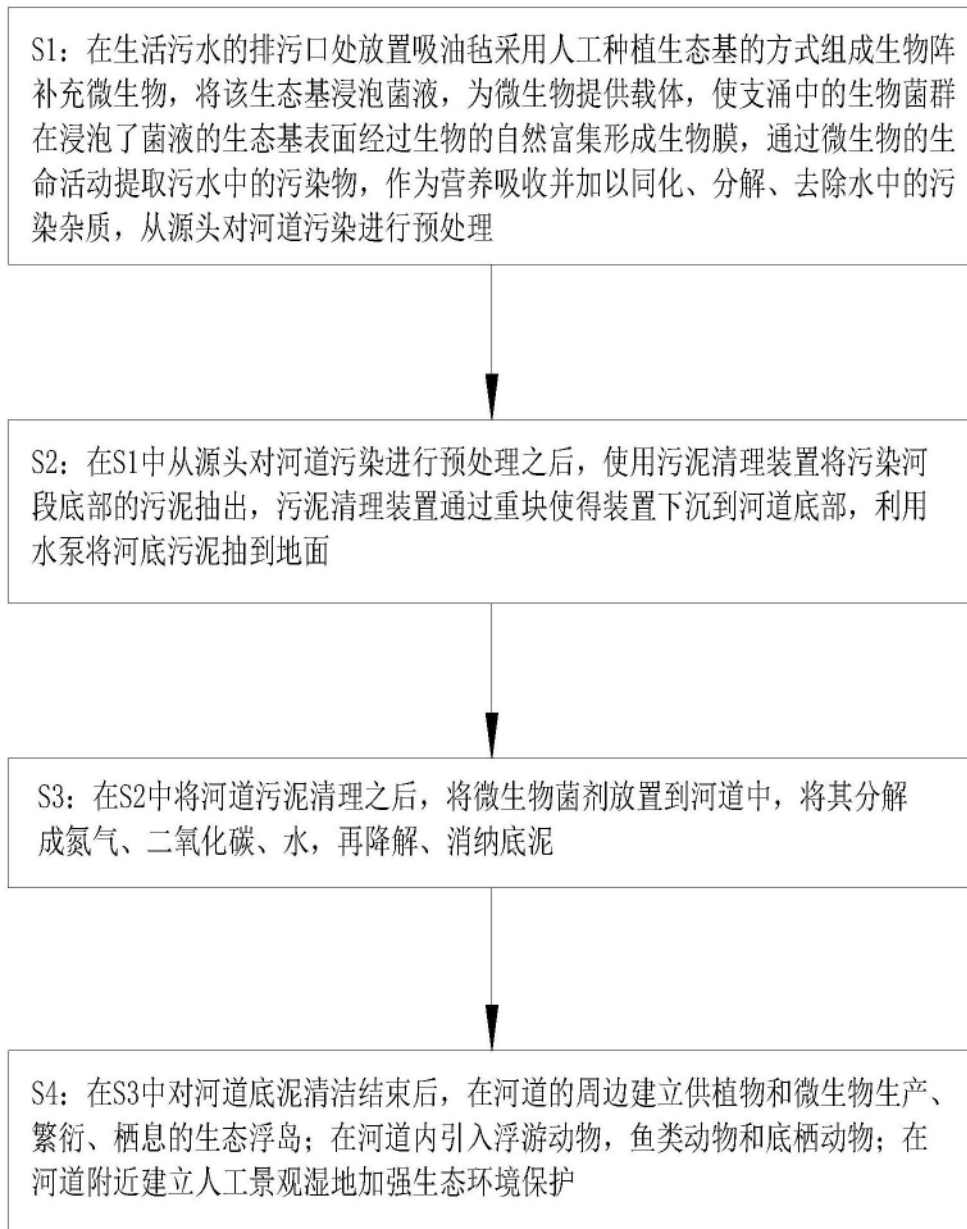 S1：在生活污水的排污口处放置吸油毡采用人工种植生态基的方式组成生物阵
补充微生物，将该生态基浸泡菌液，为微生物提供载体，使支涌中的生物菌群
在浸泡了菌液的生态基表面经过生物的自然富集形成生物膜，通过微生物的生
命活动提取污水中的污染物，作为营养吸收并加以同化、分解、去除水中的污
染杂质，从源头对河道污染进行预处理
S2：在S1中从源头对河道污染进行预处理之后，使用污泥清理装置将污染河
段底部的污泥抽出，污泥清理装置通过重块使得装置下沉到河道底部，利用
水泵将河底污泥抽到地面
S3：在S2中将河道污泥清理之后，将微生物菌剂放置到河道中，将其分解
成氮气、二氧化碳、水，再降解、消纳底泥
S4：在S3中对河道底泥清洁结束后，在河道的周边建立供植物和微生物生产、
繁衍、栖息的生态浮岛；在河道内引入浮游动物，鱼类动物和底栖动物；在
河道附近建立人工景观湿地加强生态环境保护